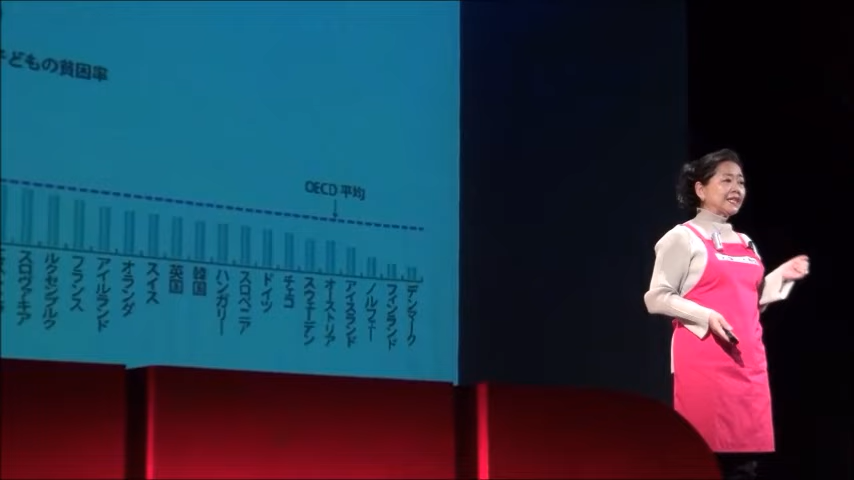 子どもの貧困率
OECD 平均
スロヴァキア
ルクセンブルク
フランス
アイルランド
オランダ
スイス
英国
韓国
ハンガリー
スロベニア
ドイツ
チェコ
スウェーデン
オーストリア
アイスランド
ノルウェー
フィンランド
デンマーク